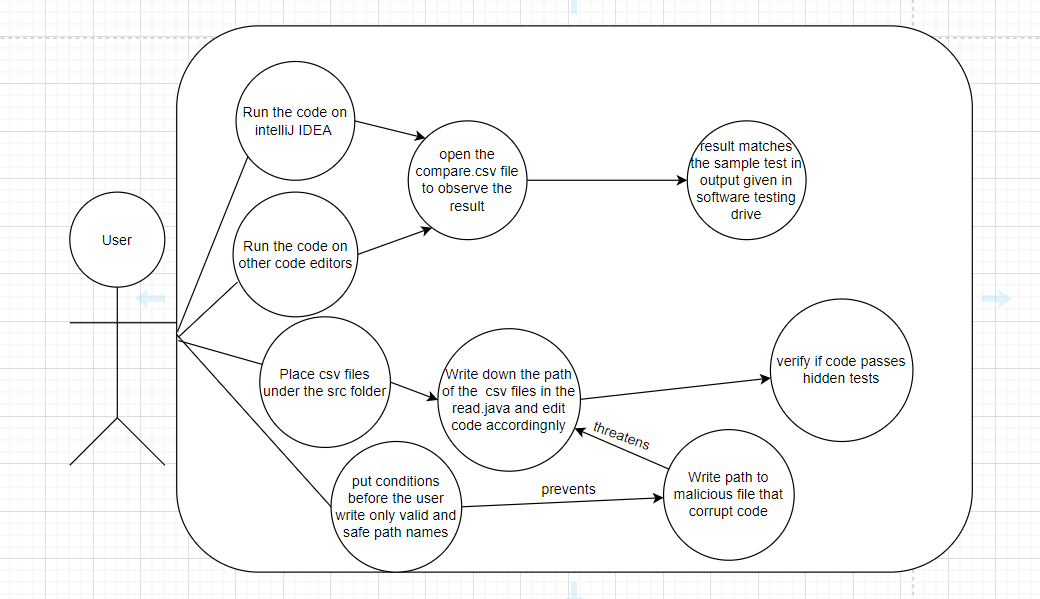 User
Run the code on
intelliJ IDEA
Run the code on
other code editors
open the
compare.csv file
to observe the
result
result matches
the sample test in
output given in
software testing
drive
Place csv files
under the src folder
Write down the path
of the csv files in the
read.java and edit
code accordingnly
verify if code passes
hidden tests
threatens
put conditions
before the user
write only valid and
safe path names
prevents
Write path to
malicious file that
corrupt code